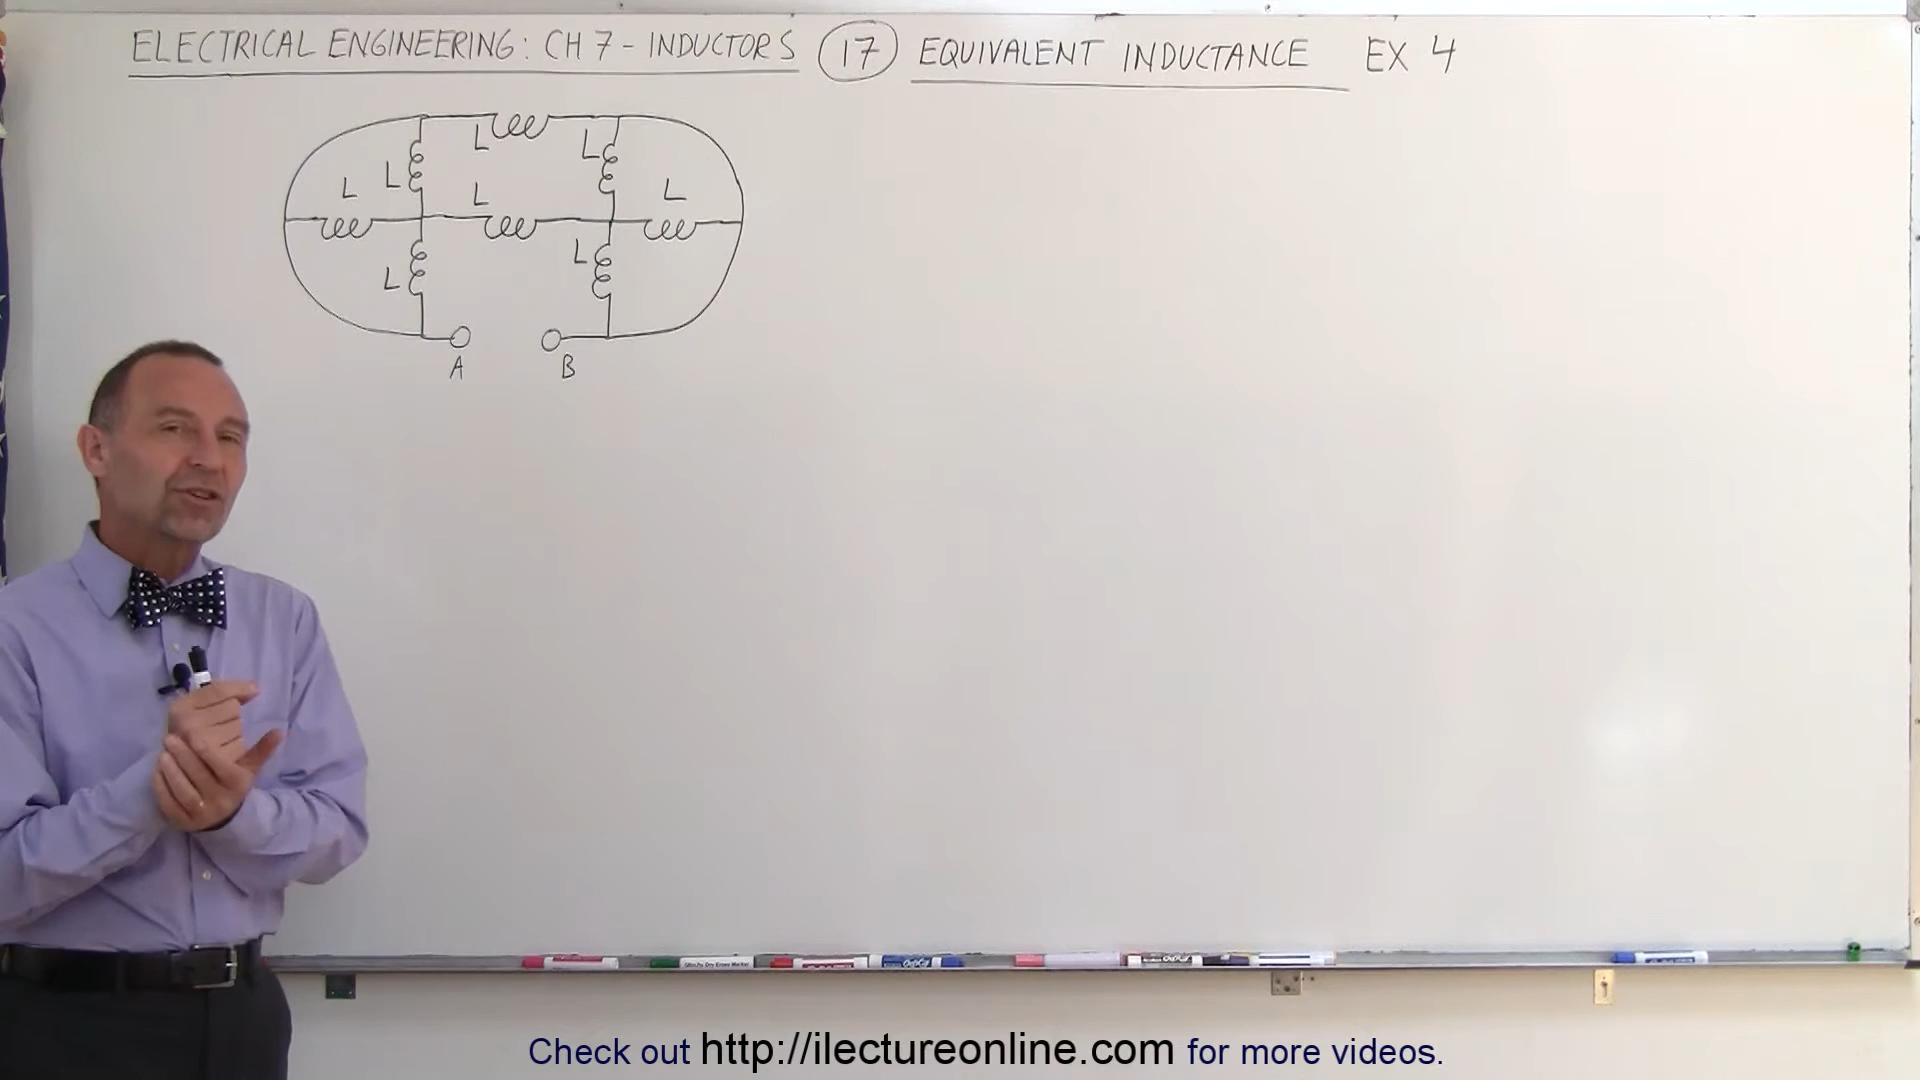 ELECTRICAL ENGINEERING: CH 7 - INDUCTORS 17 EQUIVALENT INDUCTANCE EX 4
L L
L L L L
L L
A B
Check out http://ilectureonline.com for more videos.